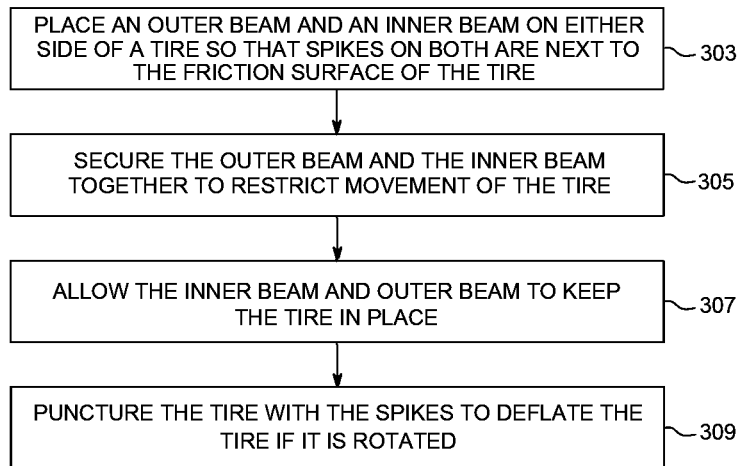 PLACE AN OUTER BEAM AND AN INNER BEAM ON EITHER
SIDE OF A TIRE SO THAT SPIKES ON BOTH ARE NEXT TO
THE FRICTION SURFACE OF THE TIRE
303
SECURE THE OUTER BEAM AND THE INNER BEAM
TOGETHER TO RESTRICT MOVEMENT OF THE TIRE
305
ALLOW THE INNER BEAM AND OUTER BEAM TO KEEP
THE TIRE IN PLACE
307
PUNCTURE THE TIRE WITH THE SPIKES TO DEFLATE THE
TIRE IF IT IS ROTATED
309